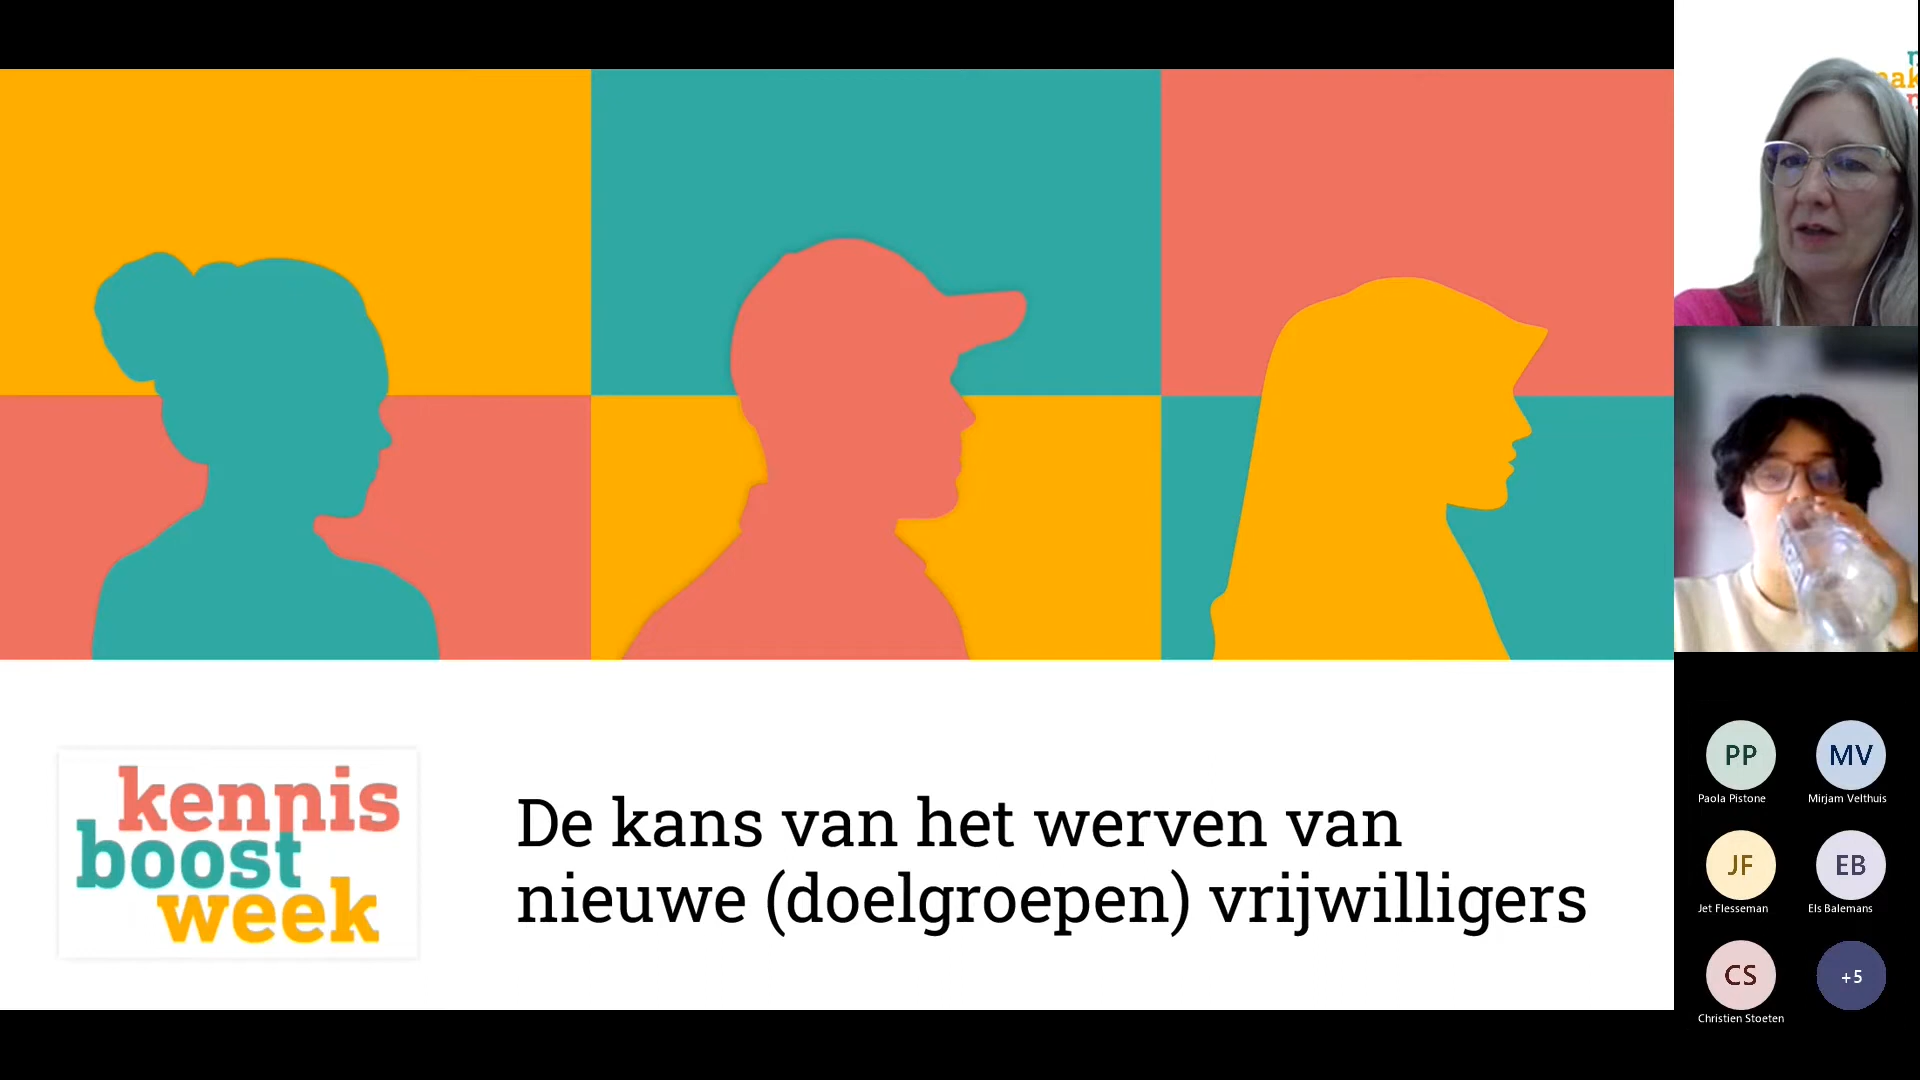 kennis
boost
week
De kans van het werven van
nieuwe (doelgroepen) vrijwilligers
PP
Paola Pistone
MV
Mirjam Velthuis
JF
Jet Flesseman
EB
Els Balemans
CS
Christien Stoeten
+5